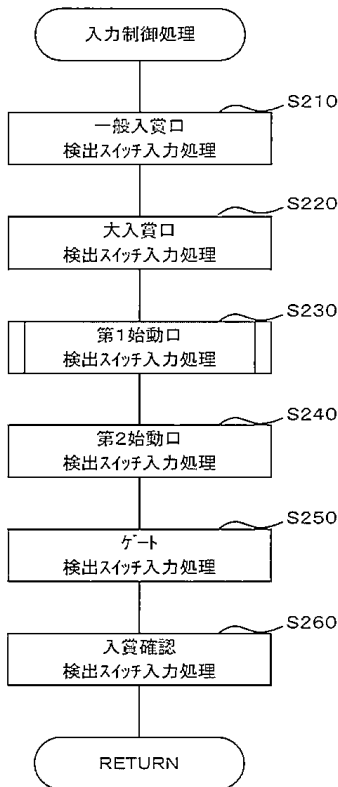 入力制御処理
S210
一般入賞口
検出スイッチ入力処理
S220
大入賞口
検出スイッチ入力処理
S230
第1始動口
検出スイッチ入力処理
S240
第2始動口
検出スイッチ入力処理
S250
ゲート
検出スイッチ入力処理
S260
入賞確認
検出スイッチ入力処理
RETURN